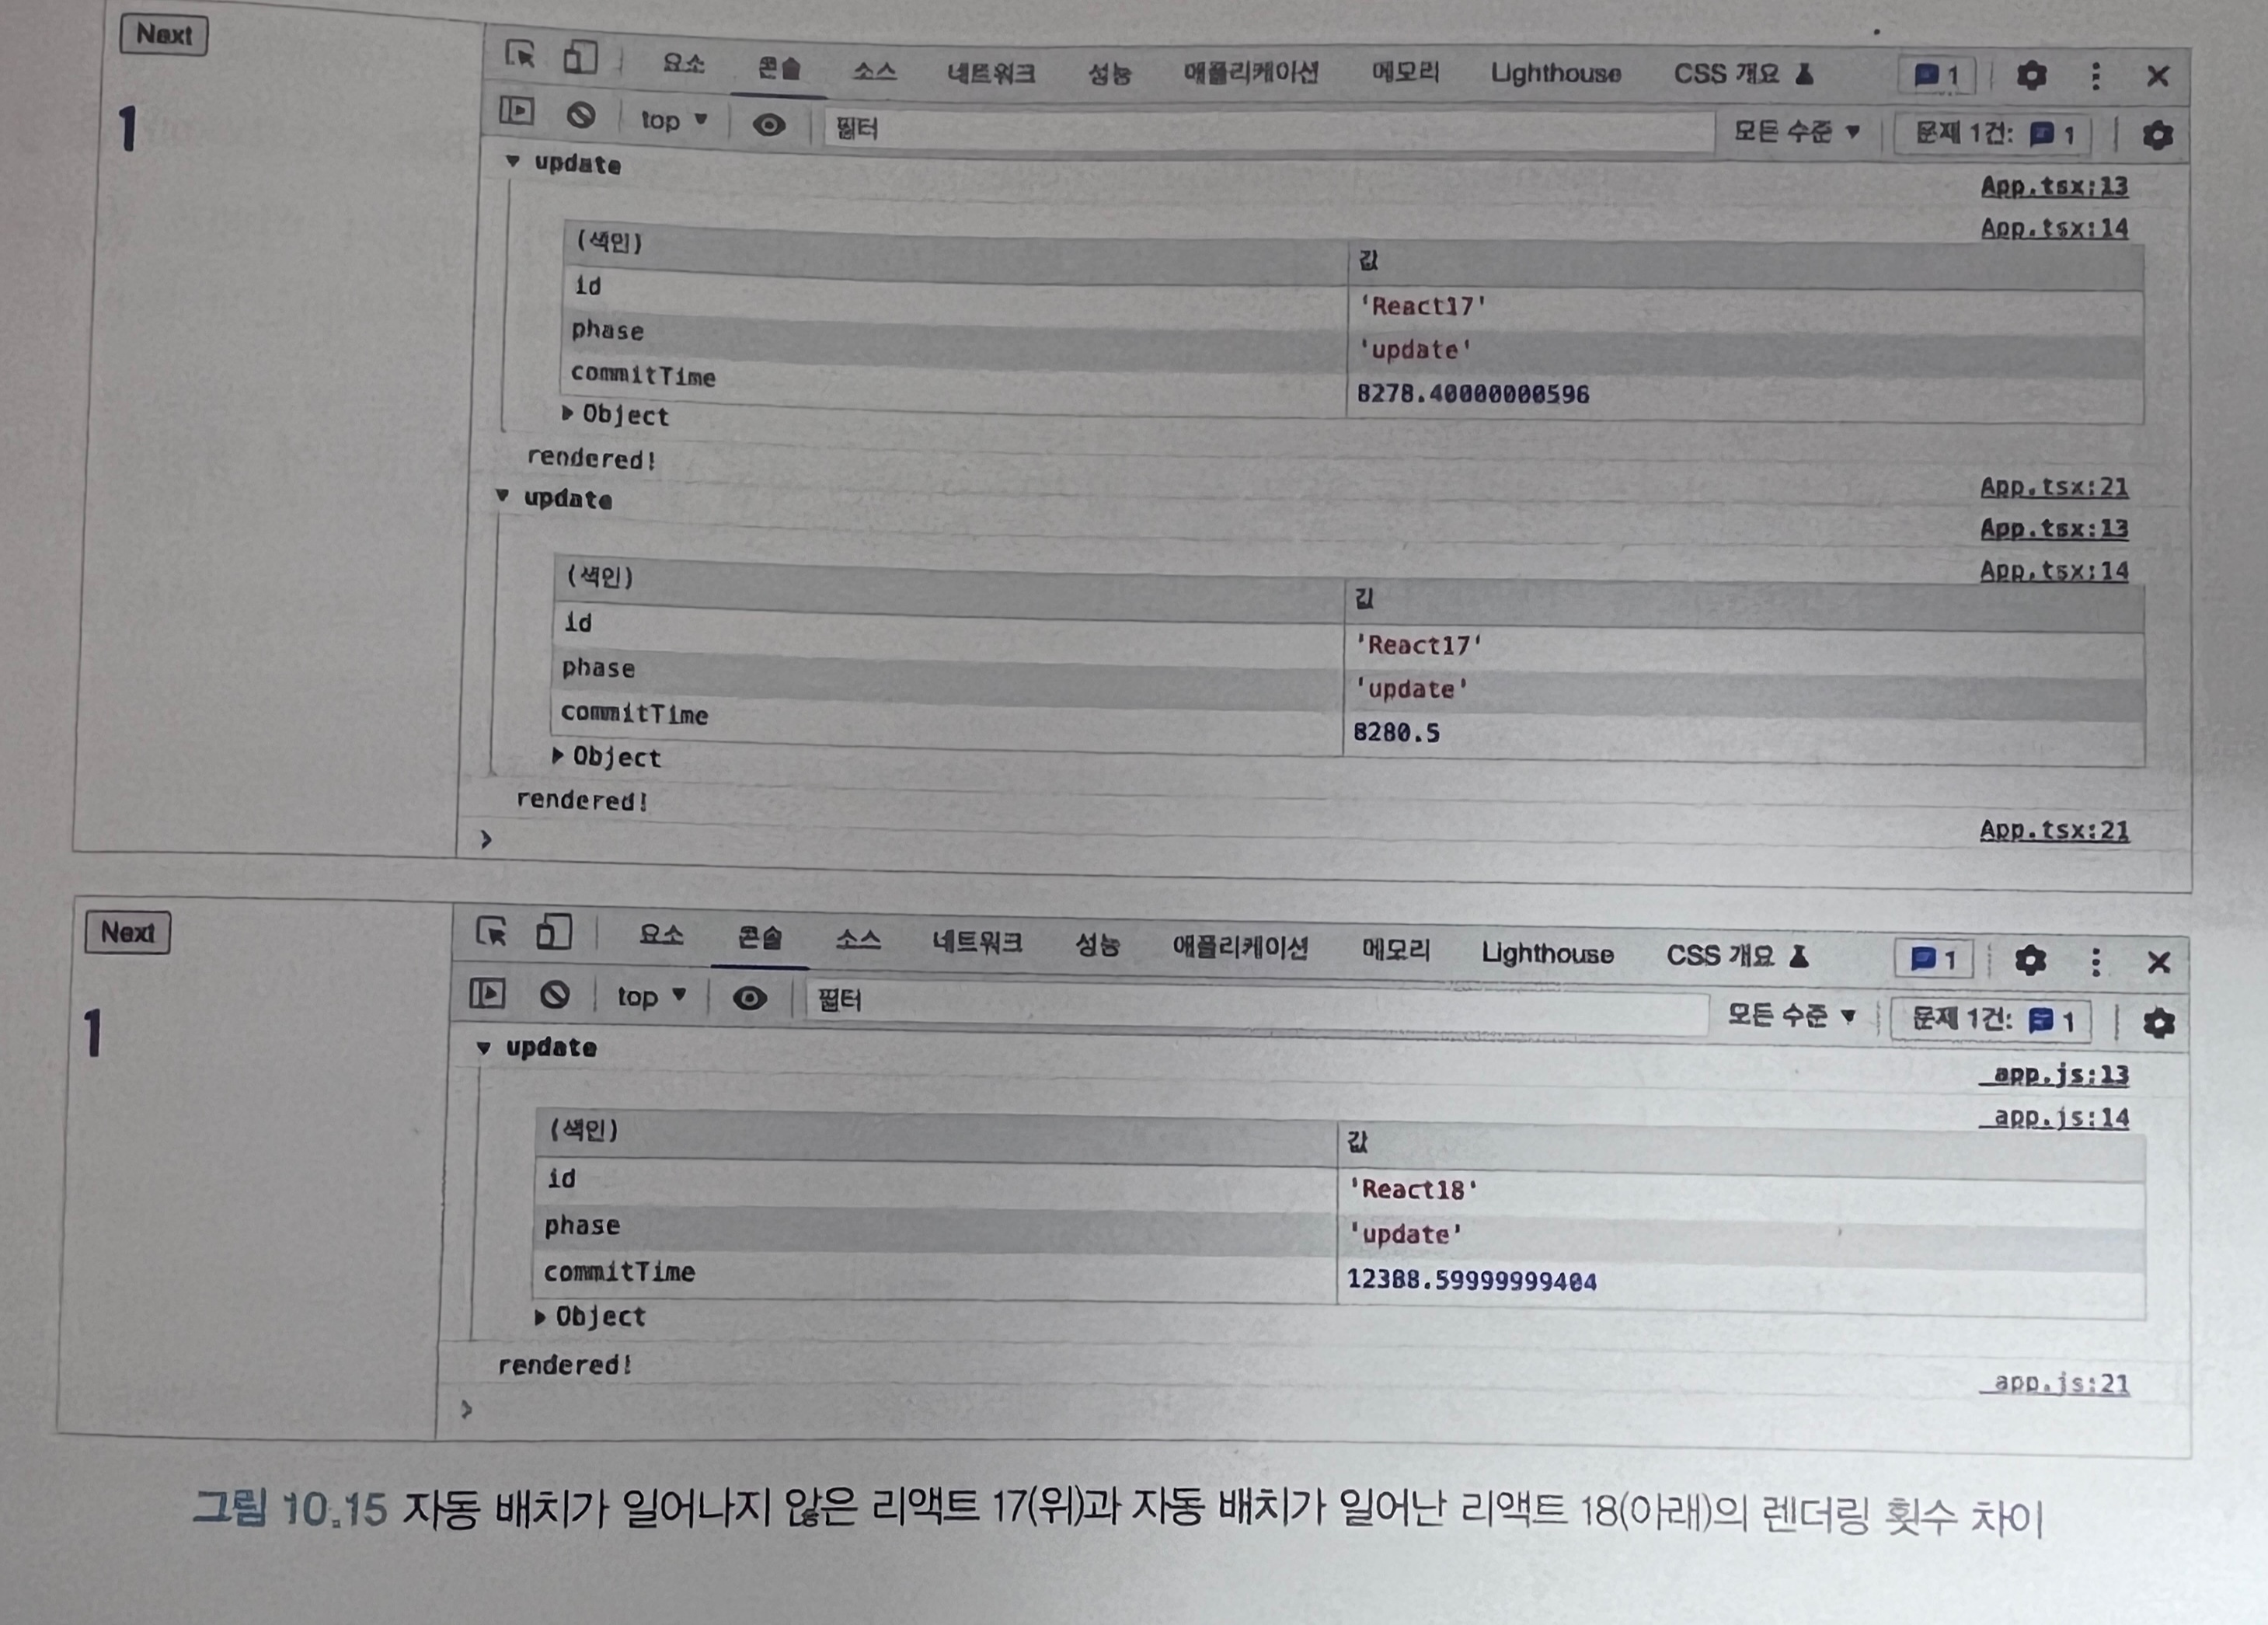 Next
1
요소 콘솔 소스 네트워크 성능 애플리케이션 메모리 Lighthouse CSS 개요 1
top ▼ 필터 모든 수준 ▼ 문제 1건: 1
▼ update App.tsx:13
App.tsx:14
(색인) 값
id 'React17'
phase 'update'
commitTime 8278.40000000596
▶ Object
rendered! App.tsx:21
▼ update App.tsx:13
App.tsx:14
(색인) 값
id 'React17'
phase 'update'
commitTime 8280.5
▶ Object
rendered! App.tsx:21
›
Next
1
요소 콘솔 소스 네트워크 성능 애플리케이션 메모리 Lighthouse CSS 개요 1
top ▼ 필터 모든 수준 ▼ 문제 1건: 1
▼ update _app.js:13
_app.js:14
(색인) 값
id 'React18'
phase 'update'
commitTime 12388.59999999404
▶ Object
rendered! _app.js:21
›
그림 10.15 자동 배치가 일어나지 않은 리액트 17(위)과 자동 배치가 일어난 리액트 18(아래)의 렌더링 횟수 차이